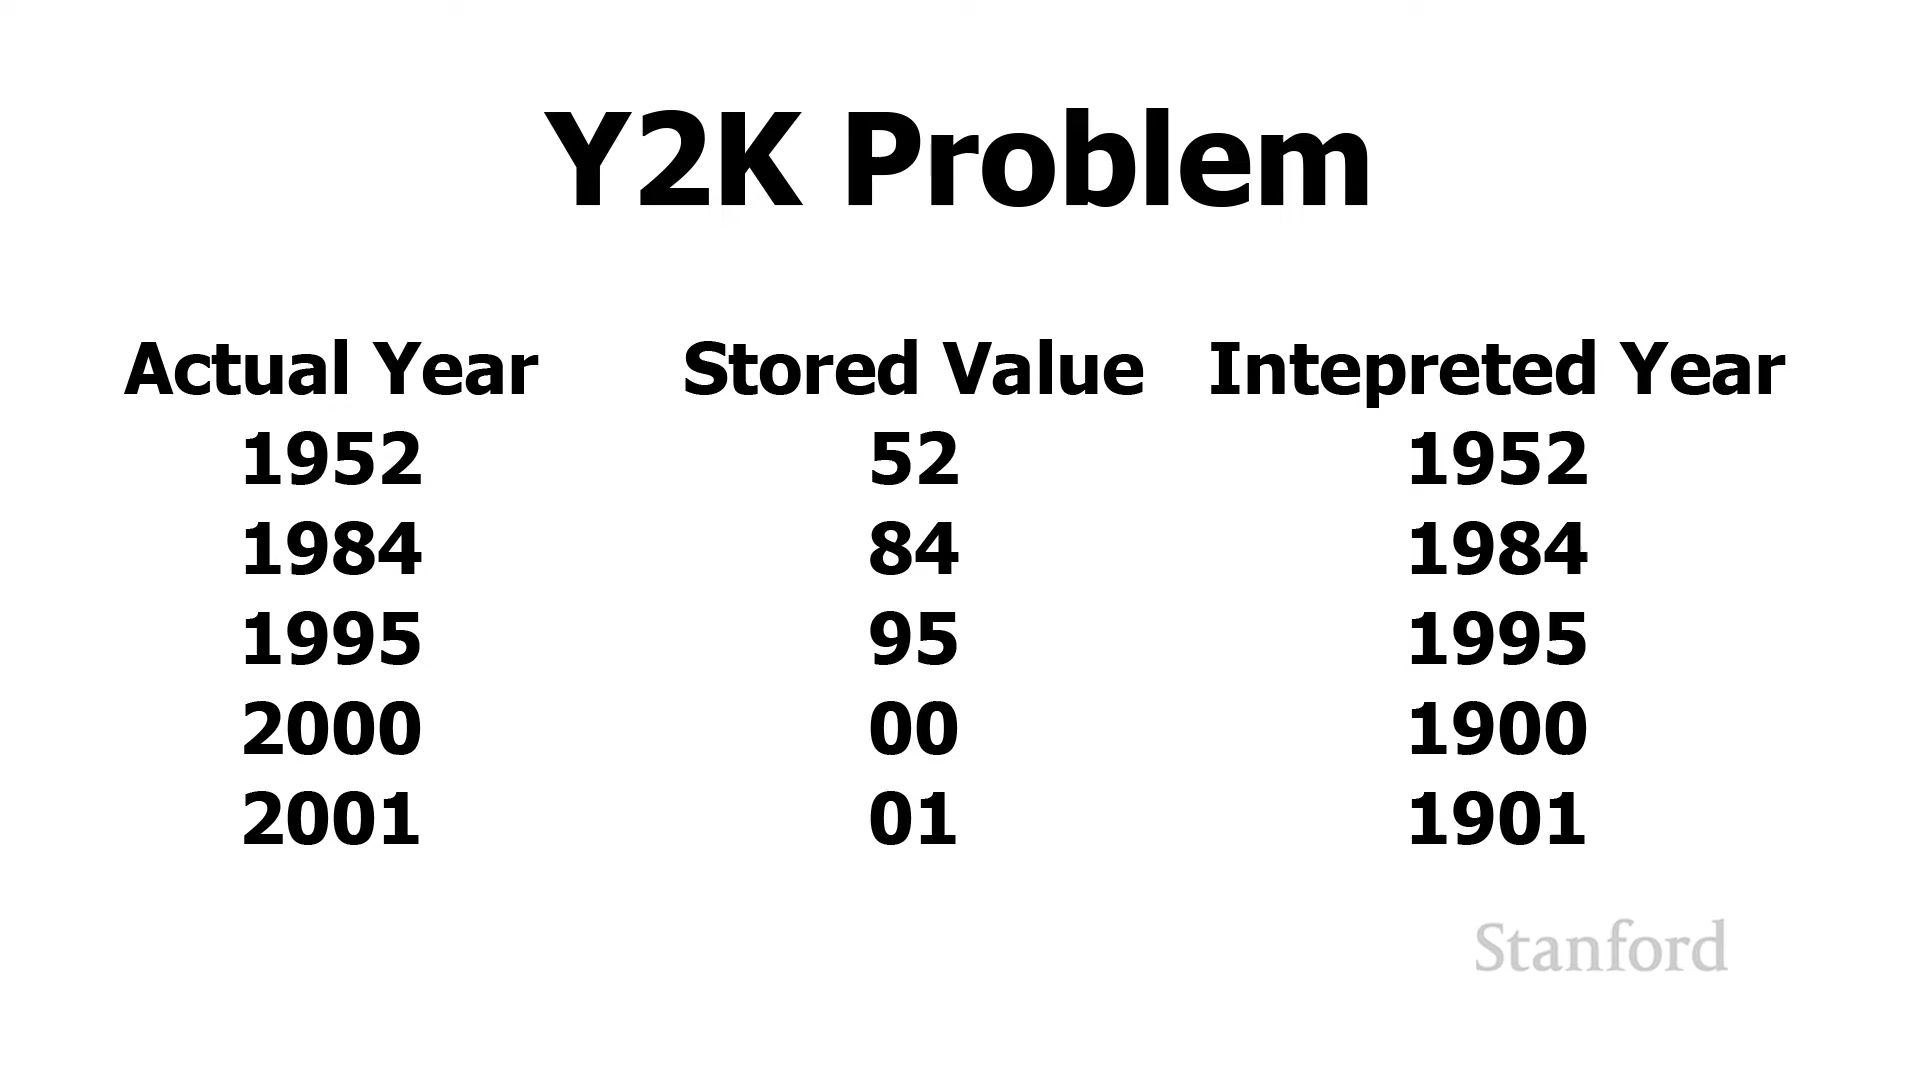 Y2K Problem
Actual Year Stored Value Intepreted Year
1952 52 1952
1984 84 1984
1995 95 1995
2000 00 1900
2001 01 1901
Stanford